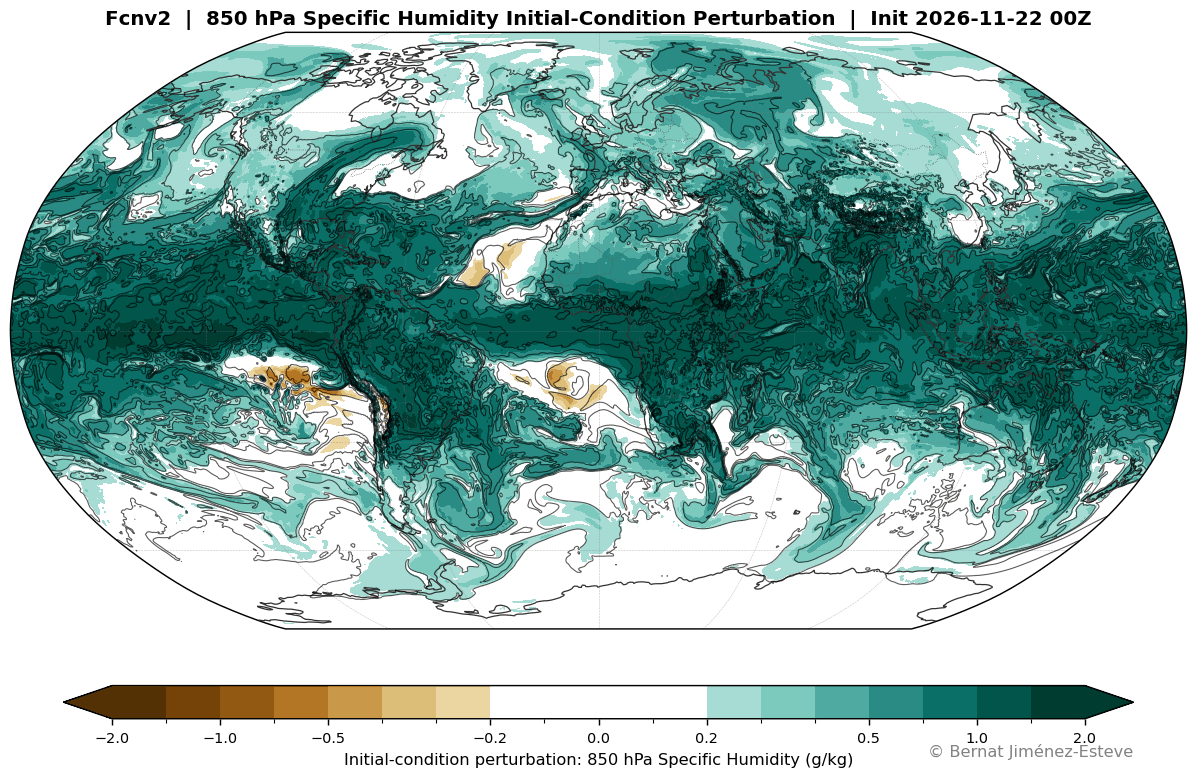 Fcnv2 | 850 hPa Specific Humidity Initial-Condition Perturbation | Init 2026-11-22 00Z
−2.0 −1.0 −0.5 −0.2 0.0 0.2 0.5 1.0 2.0
Initial-condition perturbation: 850 hPa Specific Humidity (g/kg)
© Bernat Jiménez-Esteve